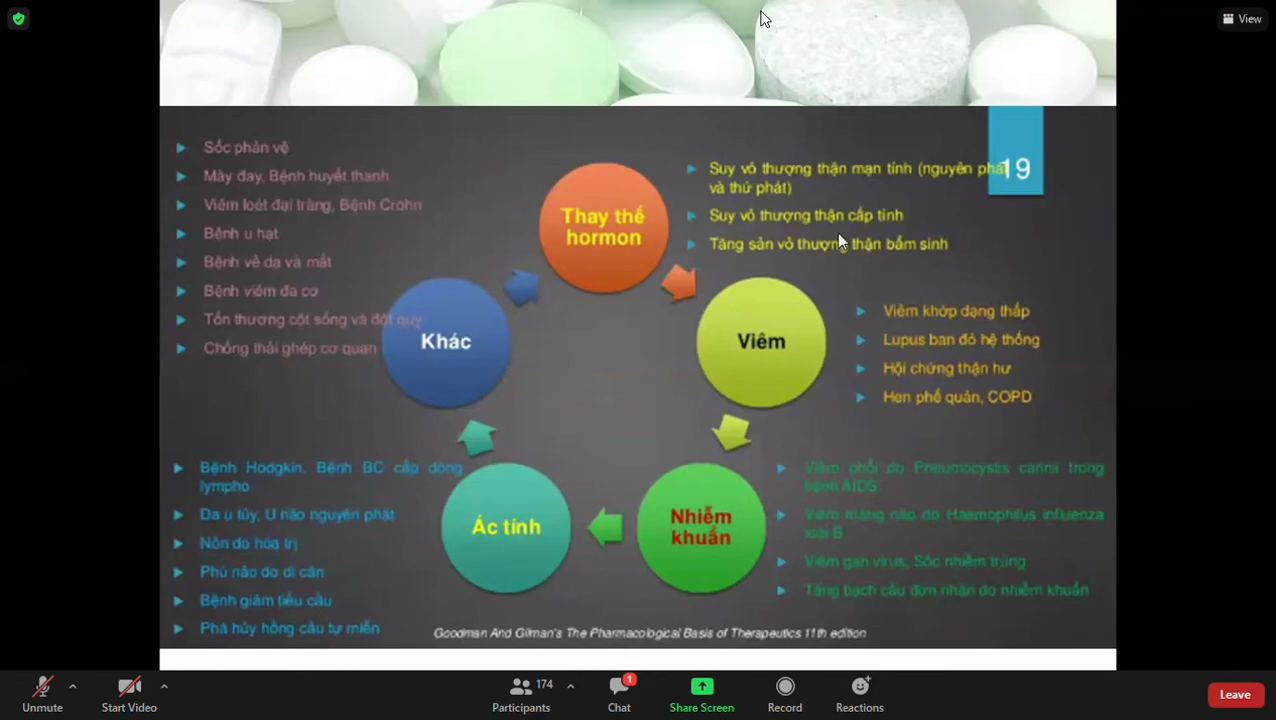 View
Sốc phản vệ
Mày đay, Bệnh huyết thanh
Viêm loét đại tràng, Bệnh Crohn
Bệnh u hạt
Bệnh về da và mắt
Bệnh viêm đa cơ
Tổn thương cột sống và đột quỵ
Chống thải ghép cơ quan
Thay thế
hormon
Suy vỏ thượng thận mạn tính (nguyên phát
và thứ phát)
Suy vỏ thượng thận cấp tính
Tăng sản vỏ thượng thận bẩm sinh
19
Khác
Viêm
Viêm khớp dạng thấp
Lupus ban đỏ hệ thống
Hội chứng thận hư
Hen phế quản, COPD
Bệnh Hodgkin, Bệnh BC cấp dòng
lympho
Đa u tủy, U não nguyên phát
Nôn do hóa trị
Phù não do di căn
Bệnh giảm tiểu cầu
Phá hủy hồng cầu tự miễn
Ác tính
Nhiễm
khuẩn
Viêm phổi do Pneumocystis carinii trong
bệnh AIDS
Viêm màng não do Haemophilus influenza
loại B
Viêm gan virus, Sốc nhiễm trùng
Tăng bạch cầu đơn nhân do nhiễm khuẩn
Goodman And Gilman's The Pharmacological Basis of Therapeutics 11th edition
Unmute
Start Video
174
Participants
1
Chat
Share Screen
Record
Reactions
Leave